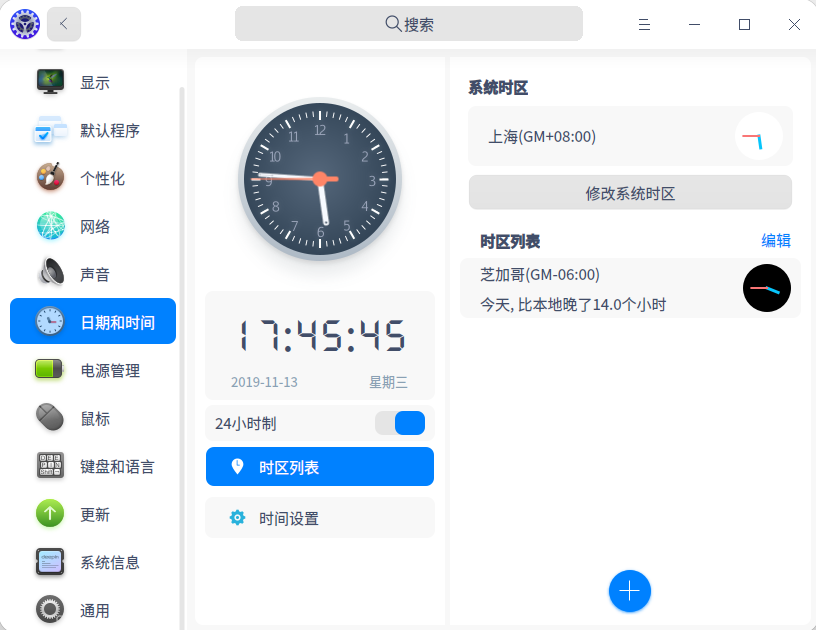 搜索
显示
默认程序
个性化
网络
声音
日期和时间
电源管理
鼠标
键盘和语言
更新
系统信息
通用
12
1
2
3
4
5
6
7
8
9
10
11
17:45:45
2019-11-13 星期三
24小时制
时区列表
时间设置
系统时区
上海(GM+08:00)
修改系统时区
时区列表 编辑
芝加哥(GM-06:00)
今天, 比本地晚了14.0个小时